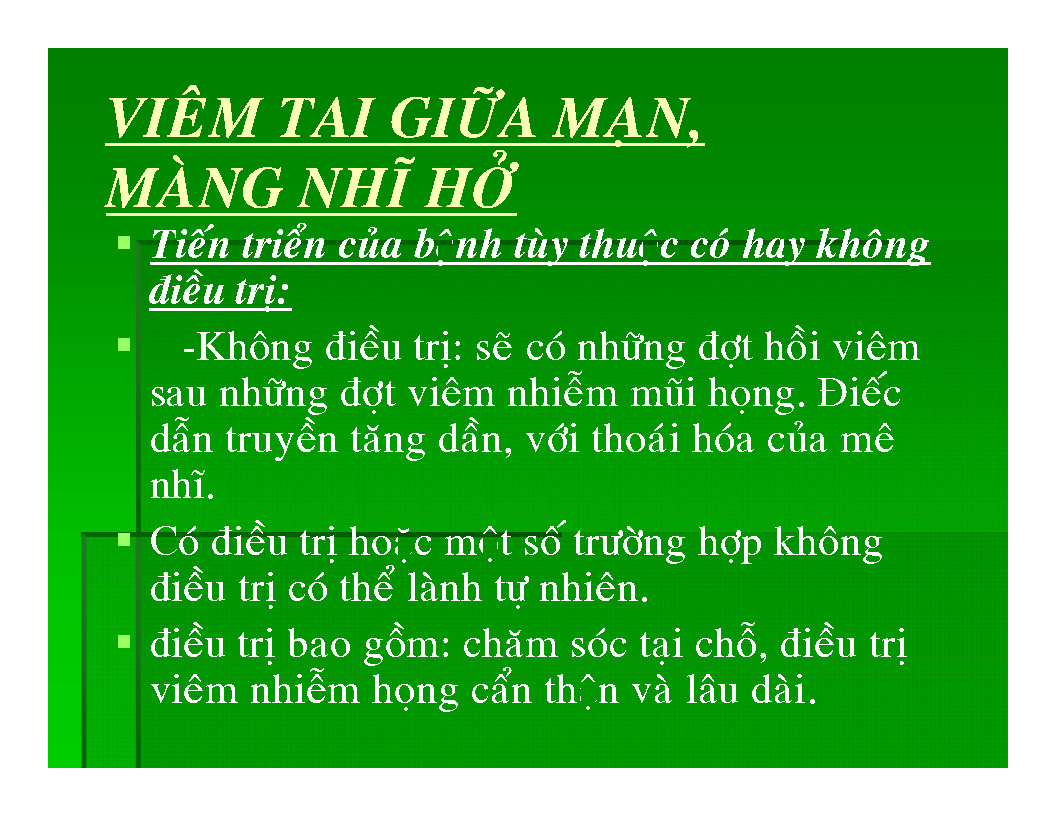 VIÊM TAI GIỮA MẠN,
MÀNG NHĨ HỞ
Tiến triển của bệnh tùy thuộc có hay không
điều trị:
-Không điều trị: sẽ có những đợt hồi viêm
sau những đợt viêm nhiễm mũi họng. Điếc
dẫn truyền tăng dần, với thoái hóa của mê
nhĩ.
Có điều trị hoặc một số trường hợp không
điều trị có thể lành tự nhiên.
điều trị bao gồm: chăm sóc tại chỗ, điều trị
viêm nhiễm họng cẩn thận và lâu dài.